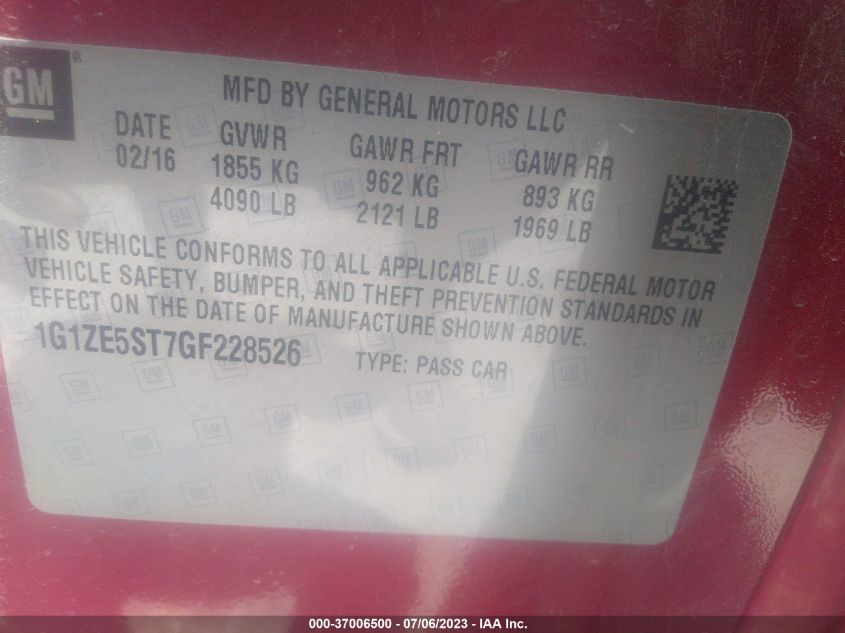 GM®
MFD BY GENERAL MOTORS LLC
DATE GVWR GAWR FRT GAWR RR
02/16 1855 KG 962 KG 893 KG
4090 LB 2121 LB 1969 LB
THIS VEHICLE CONFORMS TO ALL APPLICABLE U.S. FEDERAL MOTOR
VEHICLE SAFETY, BUMPER, AND THEFT PREVENTION STANDARDS IN
EFFECT ON THE DATE OF MANUFACTURE SHOWN ABOVE.
1G1ZE5ST7GF228526 TYPE: PASS CAR
000-37006500 - 07/06/2023 - IAA Inc.